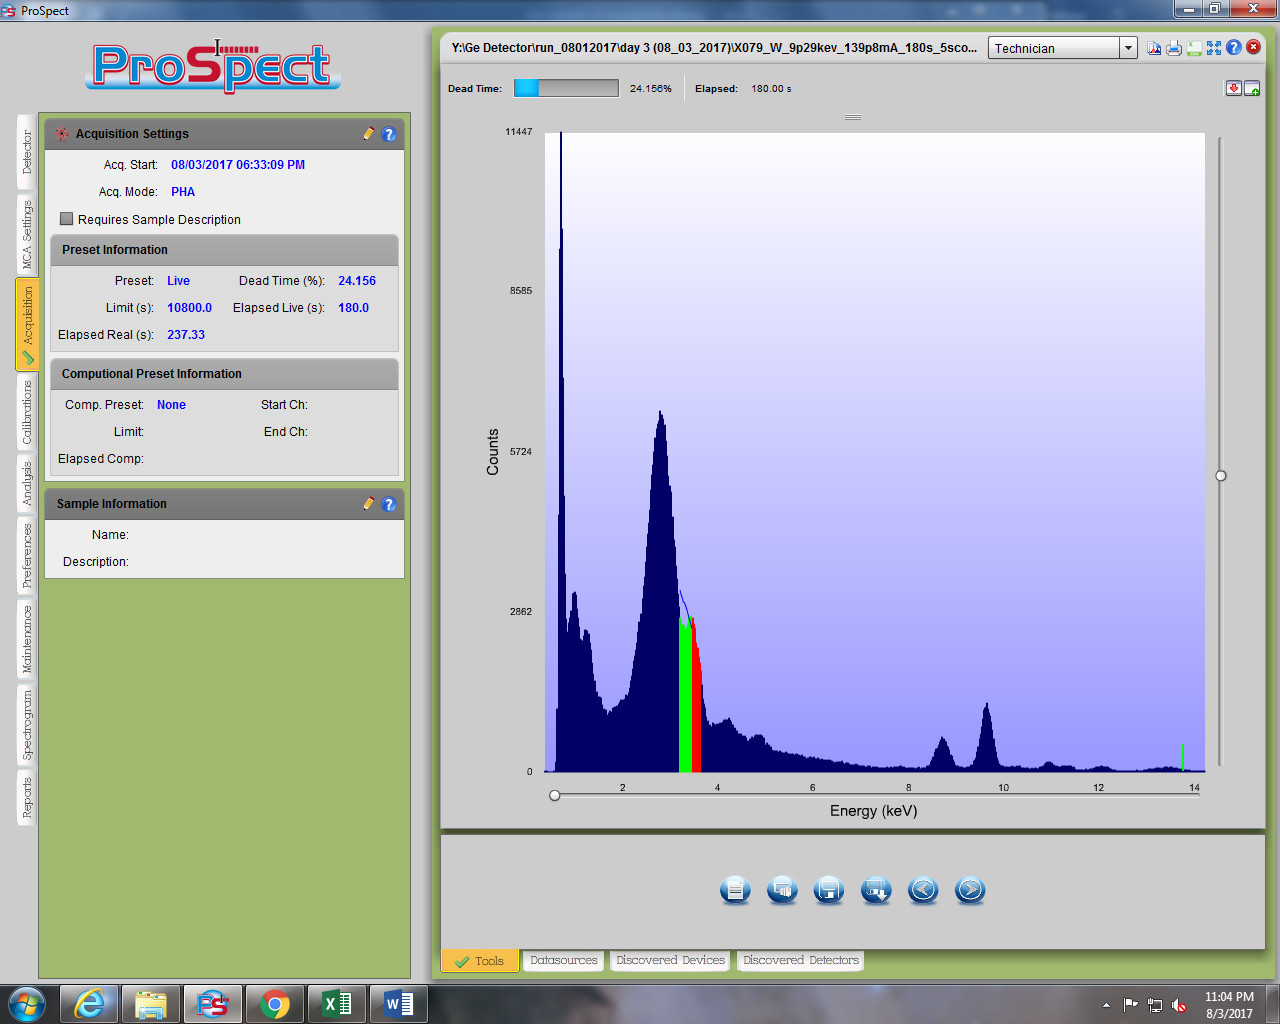 ProSpect
ProSpect
Detector
MCA Settings
Acquisition
Calibrations
Analysis
Preferences
Maintenance
Spectrogram
Reports
Acquisition Settings
Acq. Start: 08/03/2017 06:33:09 PM
Acq. Mode: PHA
Requires Sample Description
Preset Information
Preset: Live Dead Time (%): 24.156
Limit (s): 10800.0 Elapsed Live (s): 180.0
Elapsed Real (s): 237.33
Computional Preset Information
Comp. Preset: None Start Ch:
Limit: End Ch:
Elapsed Comp:
Sample Information
Name:
Description:
Y:\Ge Detector\run_08012017\day 3 (08_03_2017)\X079_W_9p29kev_139p8mA_180s_5sco... Technician
Dead Time: 24.156% Elapsed: 180.00 s
11447
8585
5724
2862
0
Counts
2 4 6 8 10 12 14
Energy (keV)
Tools Datasources Discovered Devices Discovered Detectors
11:04 PM
8/3/2017